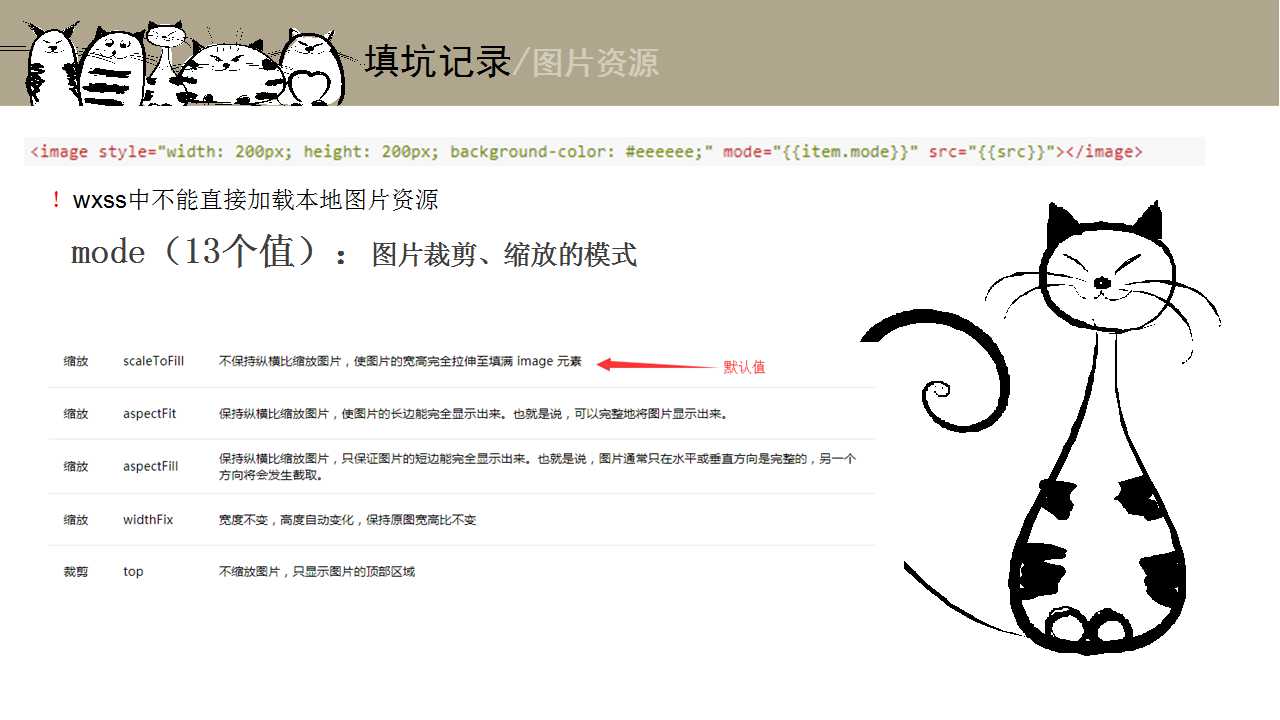 填坑记录/图片资源
<image style="width: 200px; height: 200px; background-color: #eeeeee;" mode="{{item.mode}}" src="{{src}}"></image>
! wxss中不能直接加载本地图片资源
mode（13个值）：图片裁剪、缩放的模式
缩放 scaleToFill 不保持纵横比缩放图片，使图片的宽高完全拉伸至填满 image 元素 默认值
缩放 aspectFit 保持纵横比缩放图片，使图片的长边能完全显示出来。也就是说，可以完整地将图片显示出来。
缩放 aspectFill 保持纵横比缩放图片，只保证图片的短边能完全显示出来。也就是说，图片通常只在水平或垂直方向是完整的，另一个
方向将会发生截取。
缩放 widthFix 宽度不变，高度自动变化，保持原图宽高比不变
裁剪 top 不缩放图片，只显示图片的顶部区域